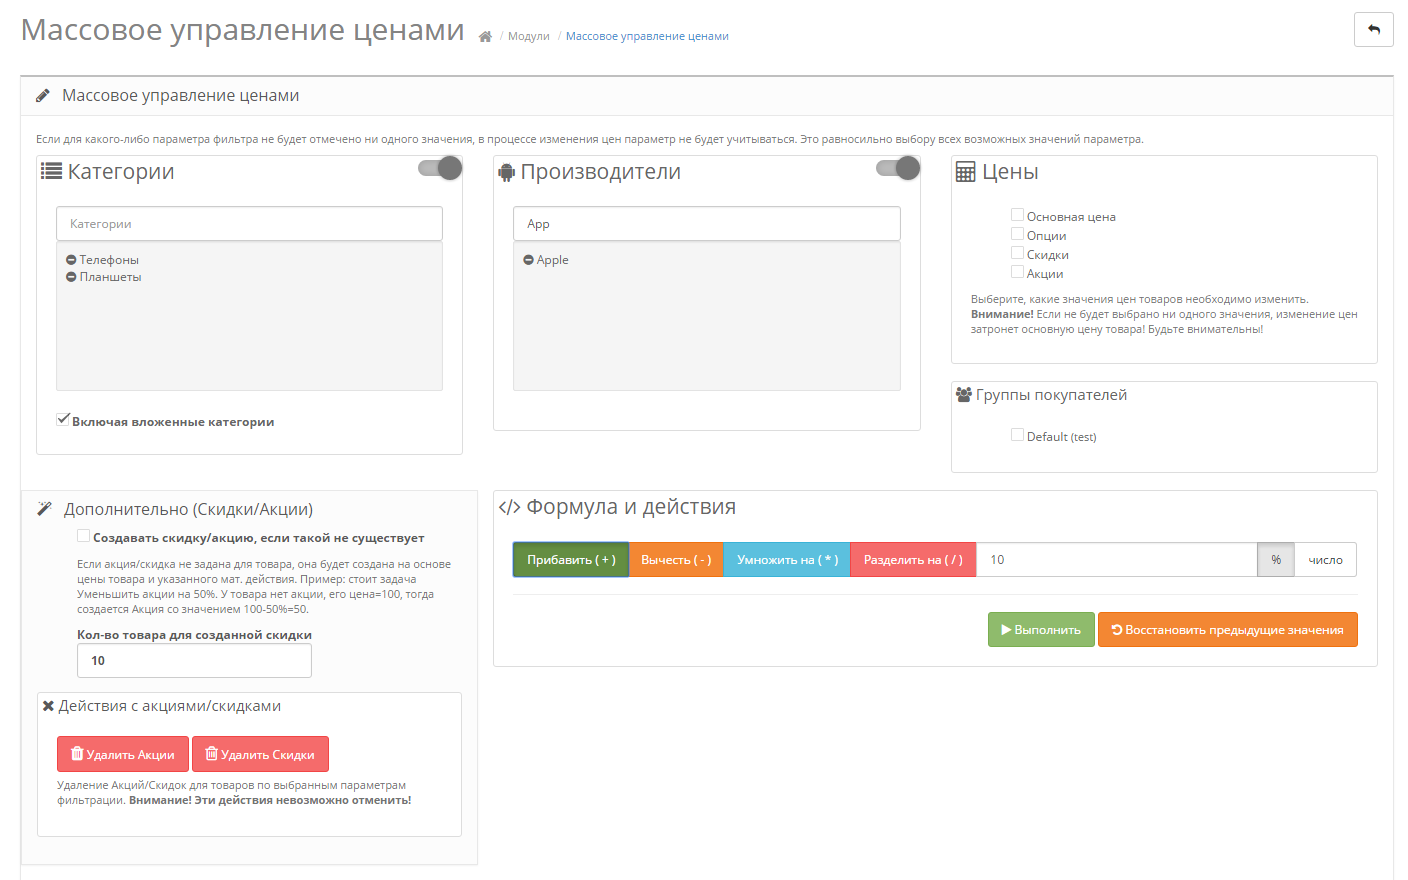 Массовое управление ценами
/ Модули / Массовое управление ценами
Массовое управление ценами
Если для какого-либо параметра фильтра не будет отмечено ни одного значения, в процессе изменения цен параметр не будет учитываться. Это равносильно выбору всех возможных значений параметра.
Категории
Категории
Телефоны
Планшеты
Включая вложенные категории
Производители
App
Apple
Цены
Основная цена
Опции
Скидки
Акции
Выберите, какие значения цен товаров необходимо изменить.
Внимание! Если не будет выбрано ни одного значения, изменение цен
затронет основную цену товара! Будьте внимательны!
Группы покупателей
Default (test)
Дополнительно (Скидки/Акции)
Создавать скидку/акцию, если такой не существует
Если акция/скидка не задана для товара, она будет создана на основе
цены товара и указанного мат. действия. Пример: стоит задача
Уменьшить акции на 50%. У товара нет акции, его цена=100, тогда
создается Акция со значением 100-50%=50.
Кол-во товара для созданной скидки
10
Действия с акциями/скидками
Удалить Акции Удалить Скидки
Удаление Акций/Скидок для товаров по выбранным параметрам
фильтрации. Внимание! Эти действия невозможно отменить!
Формула и действия
Прибавить ( + ) Вычесть ( - ) Умножить на ( * ) Разделить на ( / ) 10 % число
Выполнить Восстановить предыдущие значения